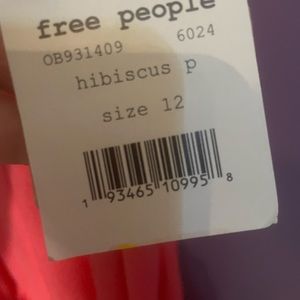 free people
OB931409 6024
hibiscus p
size 12
1 93465 10995 8